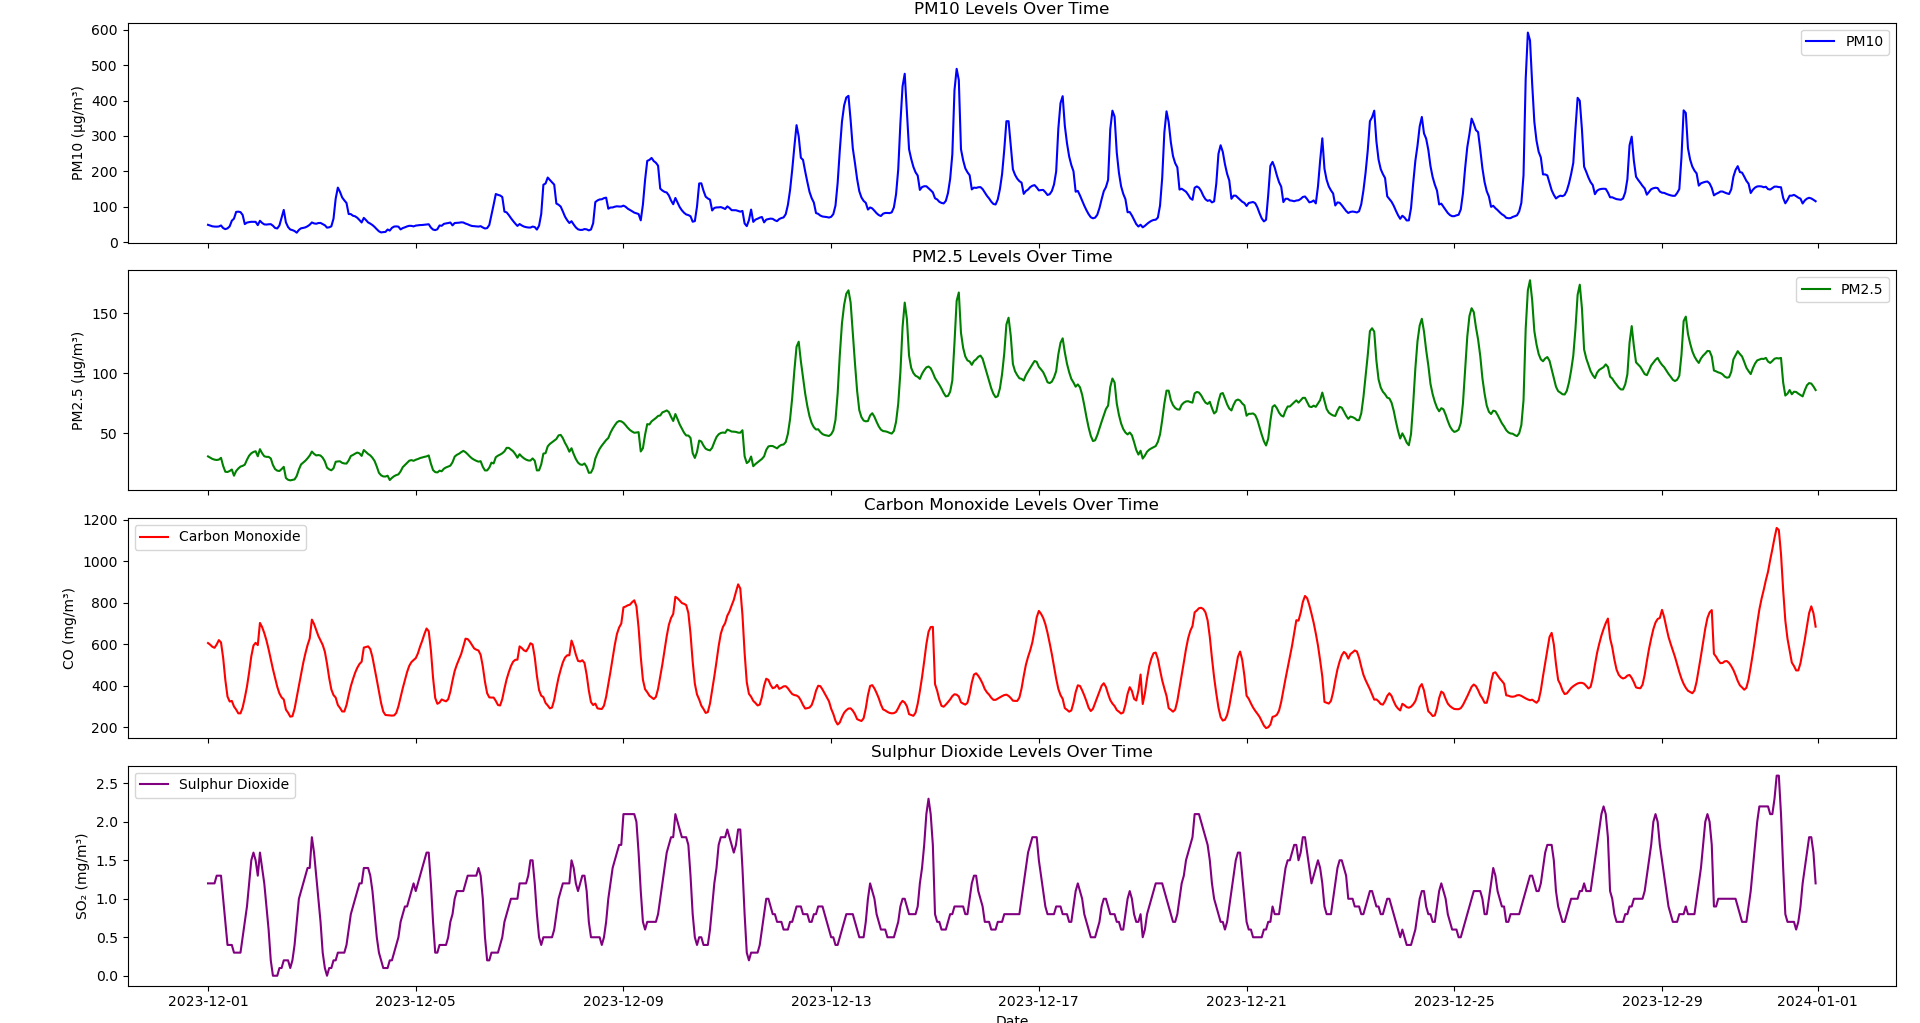 PM10 Levels Over Time
600
500
400
300
200
100
0
PM10 (µg/m³)
PM10
PM2.5 Levels Over Time
150
100
50
PM2.5 (µg/m³)
PM2.5
Carbon Monoxide Levels Over Time
1200
1000
800
600
400
200
CO (mg/m³)
Carbon Monoxide
Sulphur Dioxide Levels Over Time
2.5
2.0
1.5
1.0
0.5
0.0
SO₂ (mg/m³)
Sulphur Dioxide
2023-12-01 2023-12-05 2023-12-09 2023-12-13 2023-12-17 2023-12-21 2023-12-25 2023-12-29 2024-01-01
Date